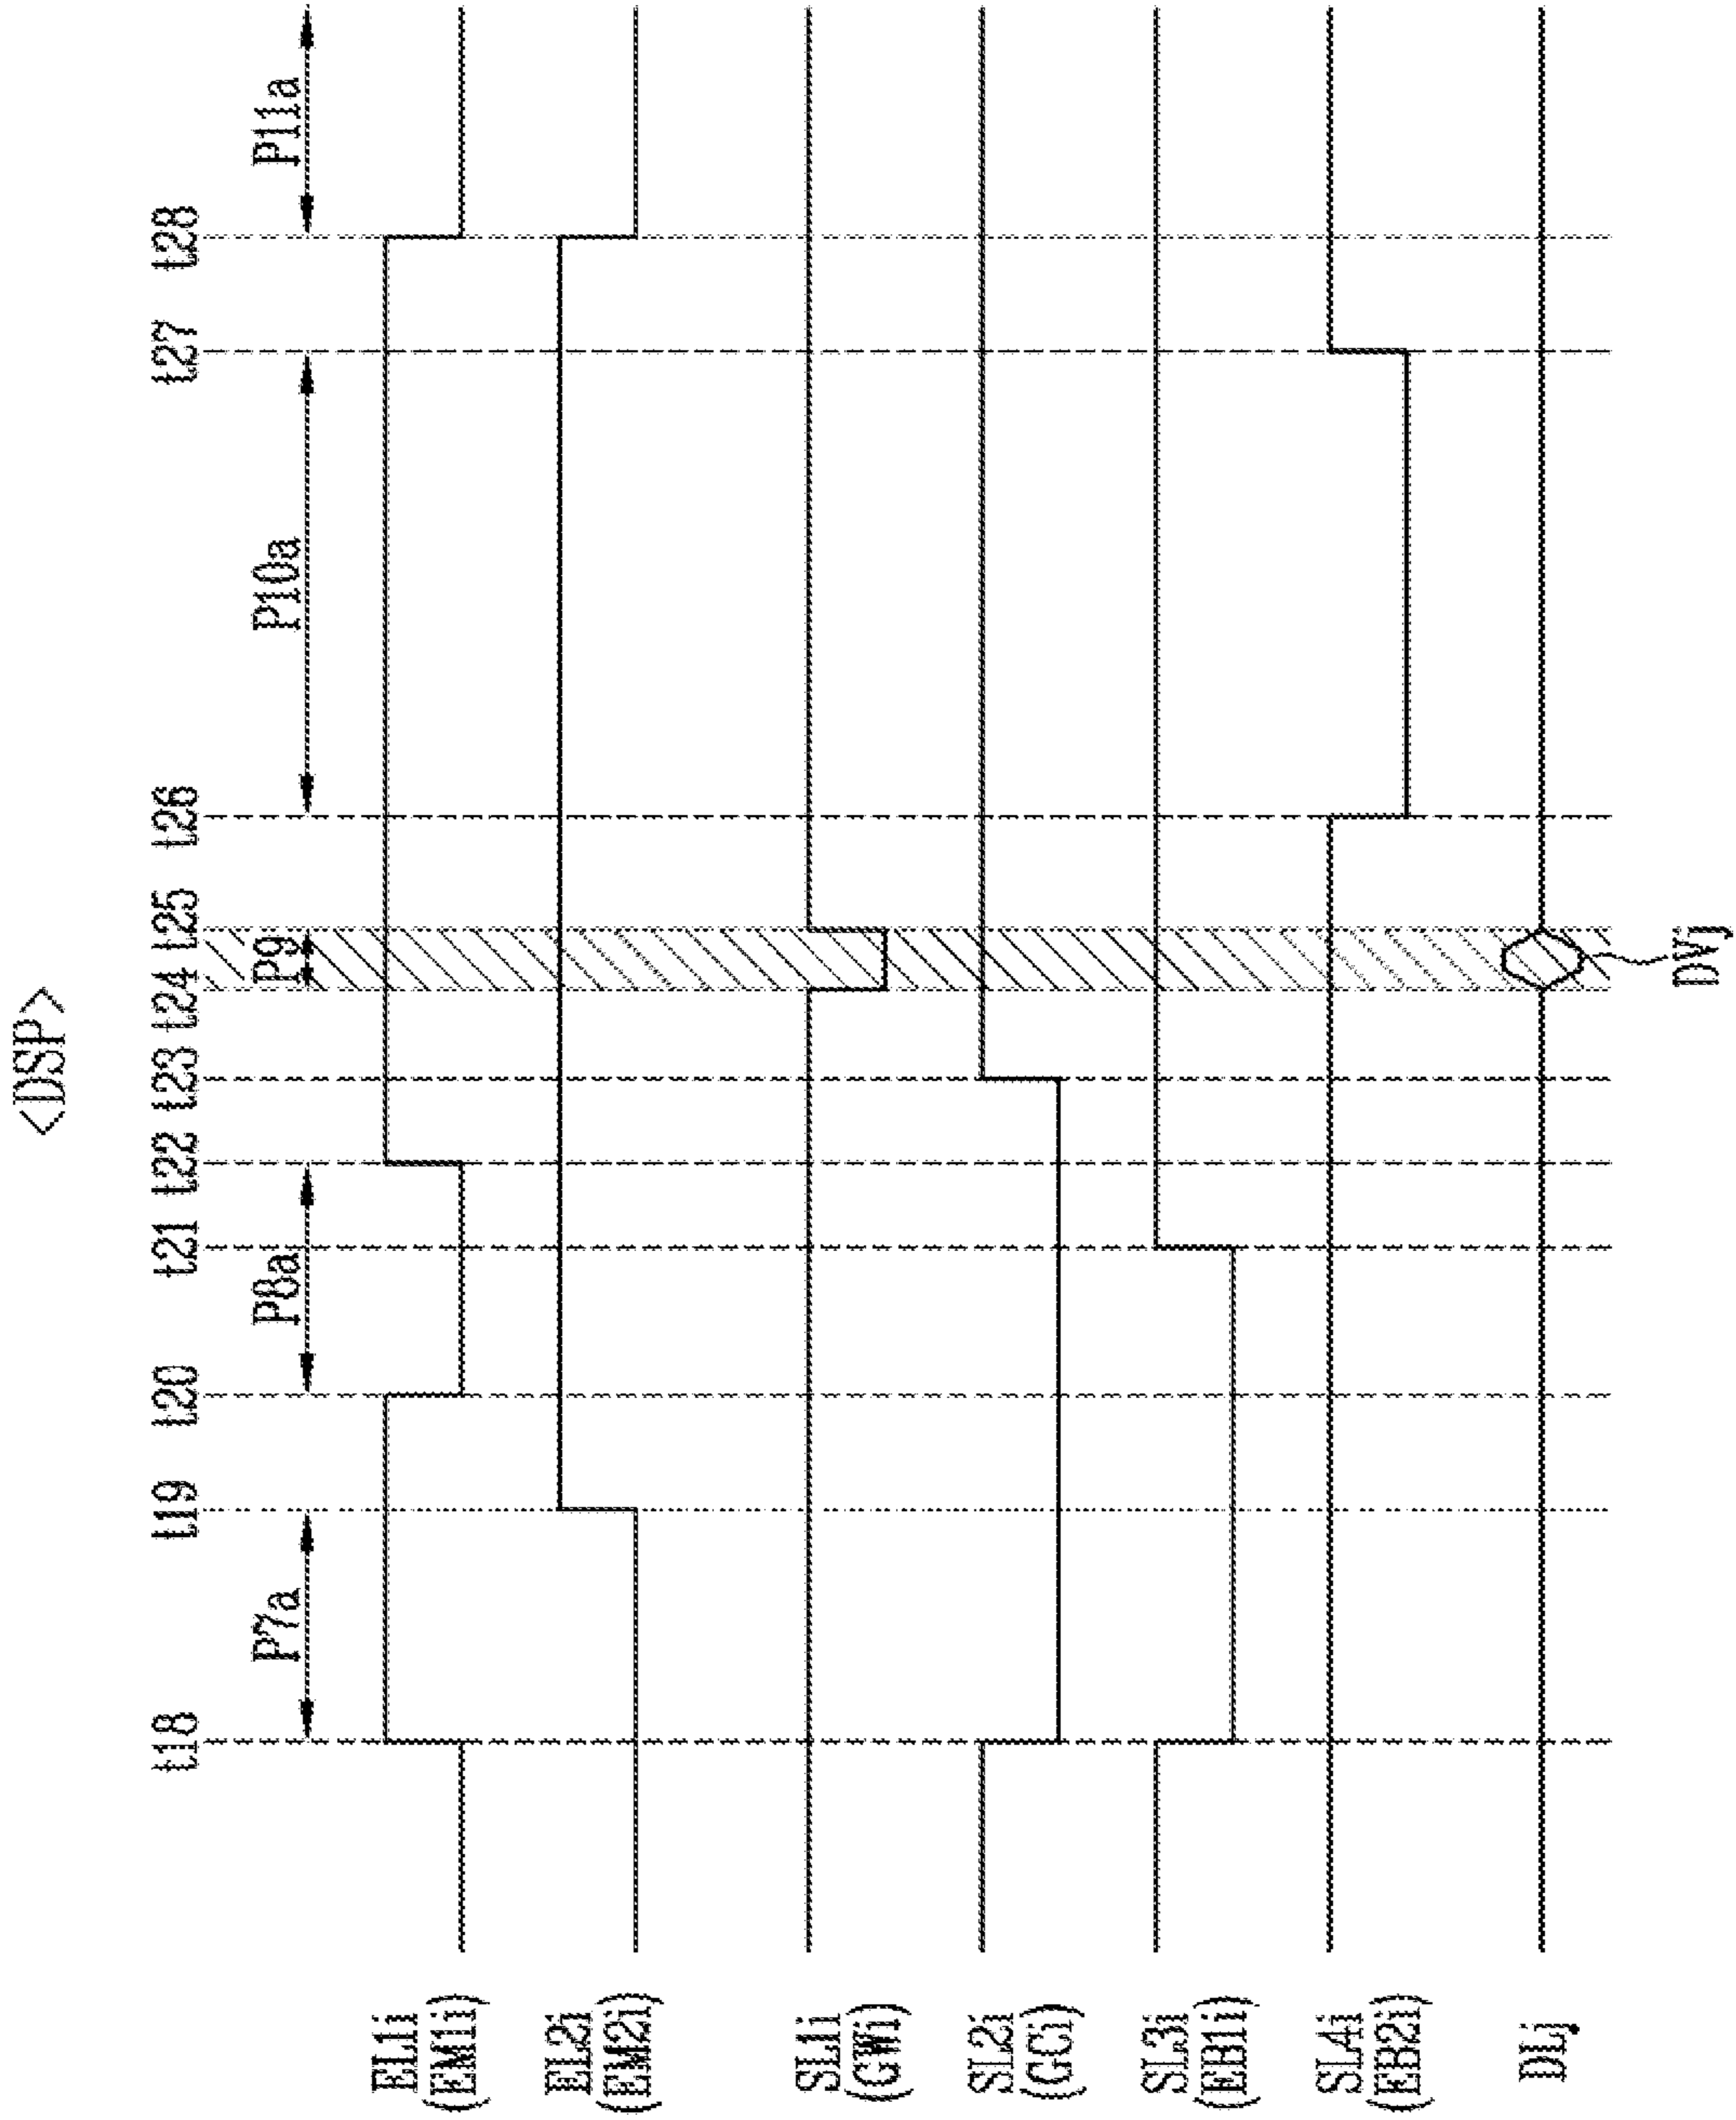 <DSP>
t18 t19 t20 t21 t22 t23 t24 t25 t26 t27 t28
P7a P8a P9 P10a P11a
EL1i
(EM1i)
EL2i
(EM2i)
SL1i
(GWi)
SL2i
(GCi)
SL3i
(EB1i)
SL4i
(EB2i)
DLj
DVj